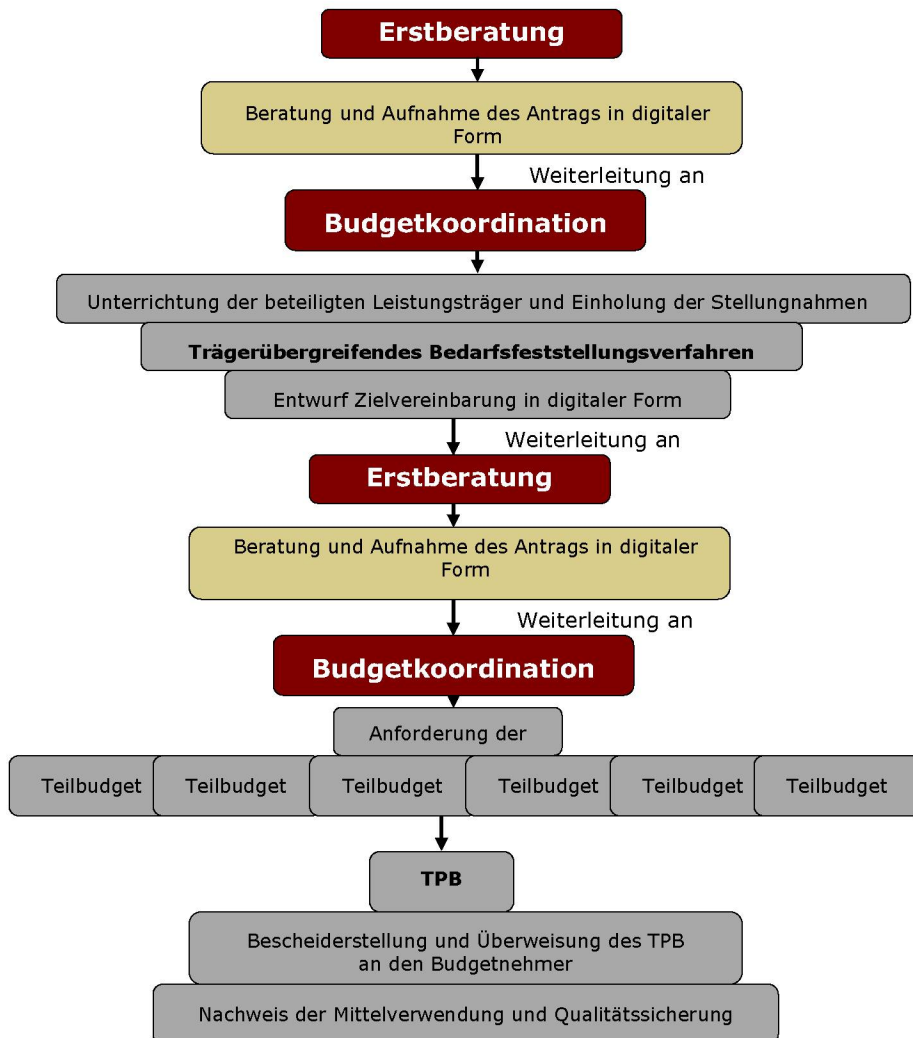 Erstberatung
Beratung und Aufnahme des Antrags in digitaler
Form
Weiterleitung an
Budgetkoordination
Unterrichtung der beteiligten Leistungsträger und Einholung der Stellungnahmen
Trägerübergreifendes Bedarfsfeststellungsverfahren
Entwurf Zielvereinbarung in digitaler Form
Weiterleitung an
Erstberatung
Beratung und Aufnahme des Antrags in digitaler
Form
Weiterleitung an
Budgetkoordination
Anforderung der
Teilbudget Teilbudget Teilbudget Teilbudget Teilbudget Teilbudget
TPB
Bescheiderstellung und Überweisung des TPB
an den Budgetnehmer
Nachweis der Mittelverwendung und Qualitätssicherung